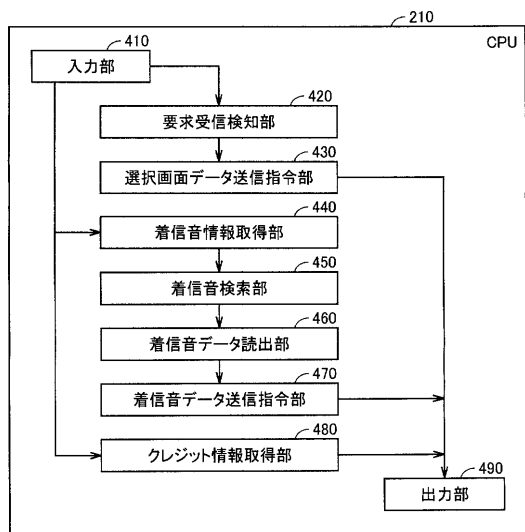 210
CPU
410
入力部
420
要求受信検知部
430
選択画面データ送信指令部
440
着信音情報取得部
450
着信音検索部
460
着信音データ読出部
470
着信音データ送信指令部
480
クレジット情報取得部
490
出力部